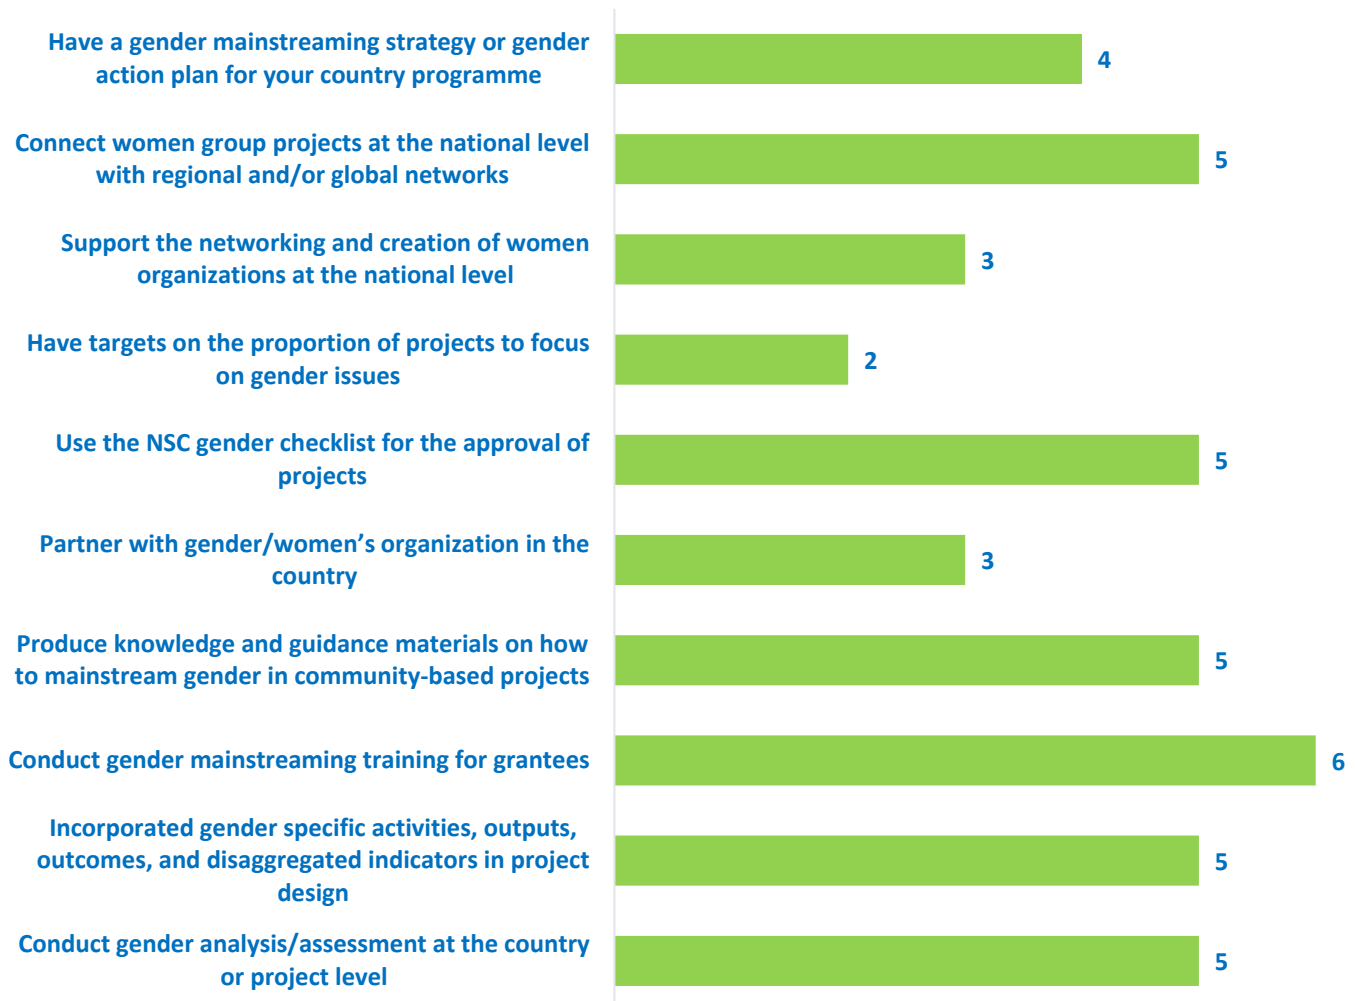 Have a gender mainstreaming strategy or gender
action plan for your country programme
4
Connect women group projects at the national level
with regional and/or global networks
5
Support the networking and creation of women
organizations at the national level
3
Have targets on the proportion of projects to focus
on gender issues
2
Use the NSC gender checklist for the approval of
projects
5
Partner with gender/women’s organization in the
country
3
Produce knowledge and guidance materials on how
to mainstream gender in community-based projects
5
Conduct gender mainstreaming training for grantees
6
Incorporated gender specific activities, outputs,
outcomes, and disaggregated indicators in project
design
5
Conduct gender analysis/assessment at the country
or project level
5